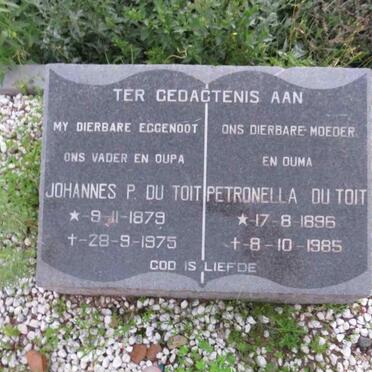 TER GEDAGTENIS AAN
MY DIERBARE EGGENOOT
ONS VADER EN OUPA
JOHANNES P. DU TOIT
★-9-11-1879
✝-28-9-1975
ONS DIERBARE MOEDER
EN OUMA
PETRONELLA DU TOIT
★-17-8-1896
✝-8-10-1985
GOD IS LIEFDE